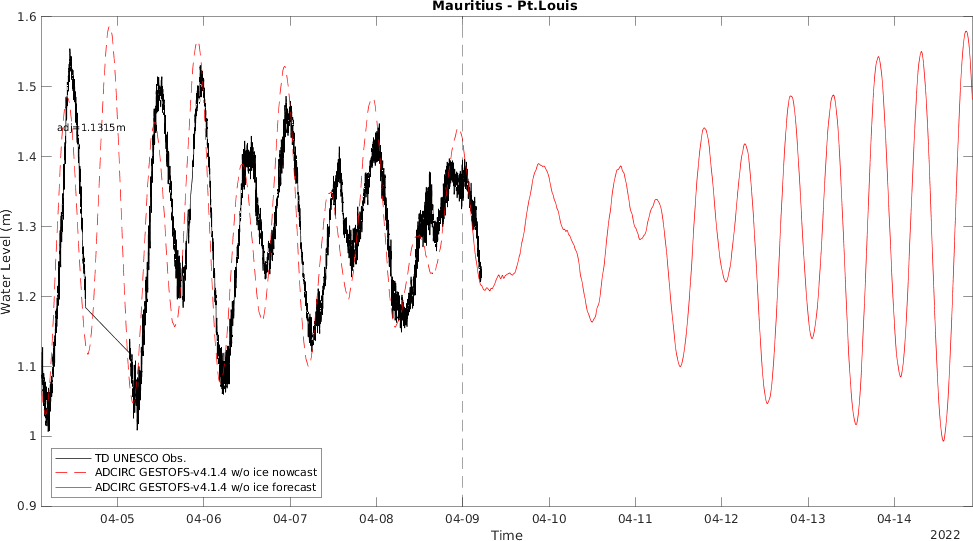 Mauritius - Pt.Louis
1.6
1.5
adj=1.1315m
1.4
1.3
1.2
1.1
1
0.9
Water Level (m)
TD UNESCO Obs.
ADCIRC GESTOFS-v4.1.4 w/o ice nowcast
ADCIRC GESTOFS-v4.1.4 w/o ice forecast
04-05 04-06 04-07 04-08 04-09 04-10 04-11 04-12 04-13 04-14
Time
2022